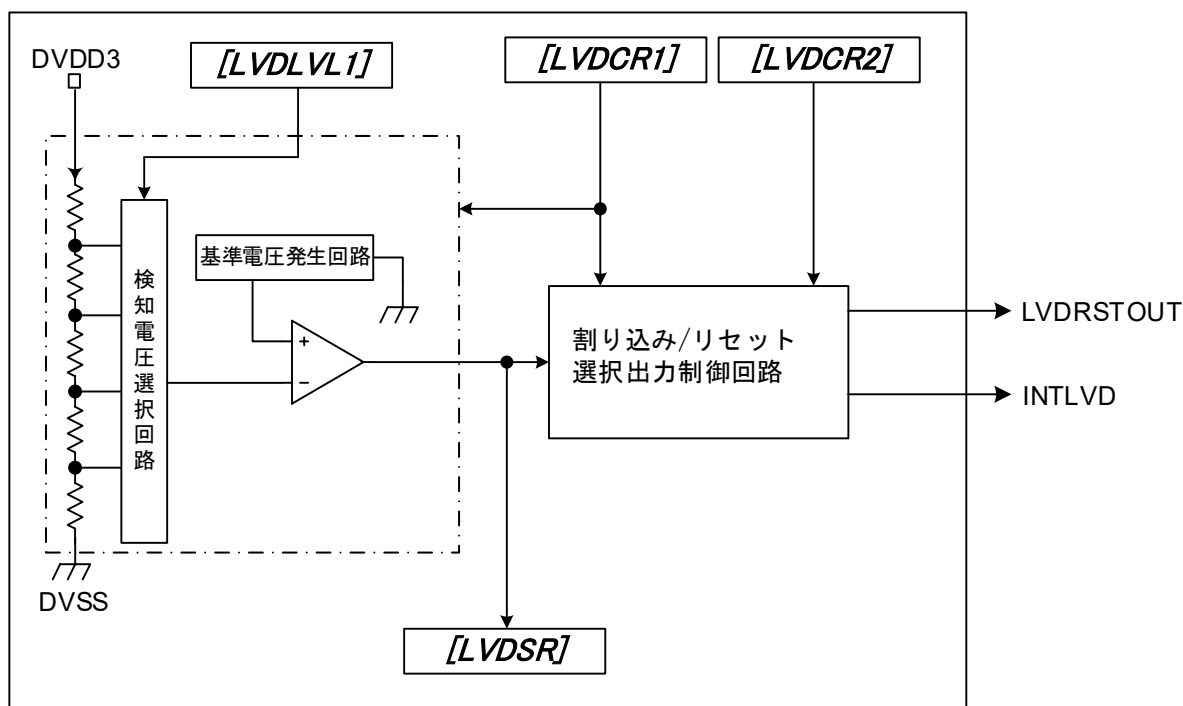 DVDD3
[LVDLVL1]
[LVDCR1]
[LVDCR2]
検知電圧選択回路
基準電圧発生回路
+
−
割り込み/リセット
選択出力制御回路
LVDRSTOUT
INTLVD
DVSS
[LVDSR]